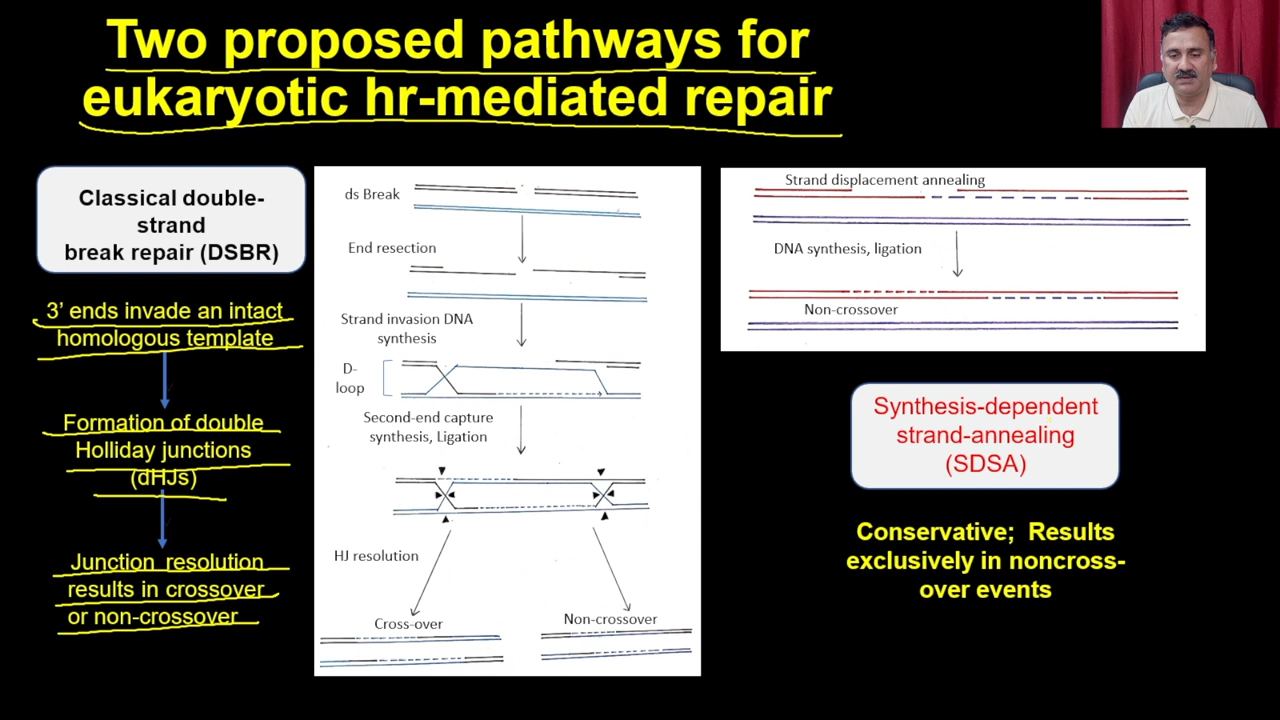 Two proposed pathways for
eukaryotic hr-mediated repair
Classical double-
strand
break repair (DSBR)
3' ends invade an intact
homologous template
Formation of double
Holliday junctions
(dHJs)
Junction resolution
results in crossover
or non-crossover
ds Break
End resection
Strand invasion DNA
synthesis
D-
loop
Second-end capture
synthesis, Ligation
HJ resolution
Cross-over
Non-crossover
Strand displacement annealing
DNA synthesis, ligation
Non-crossover
Synthesis-dependent
strand-annealing
(SDSA)
Conservative; Results
exclusively in noncross-
over events